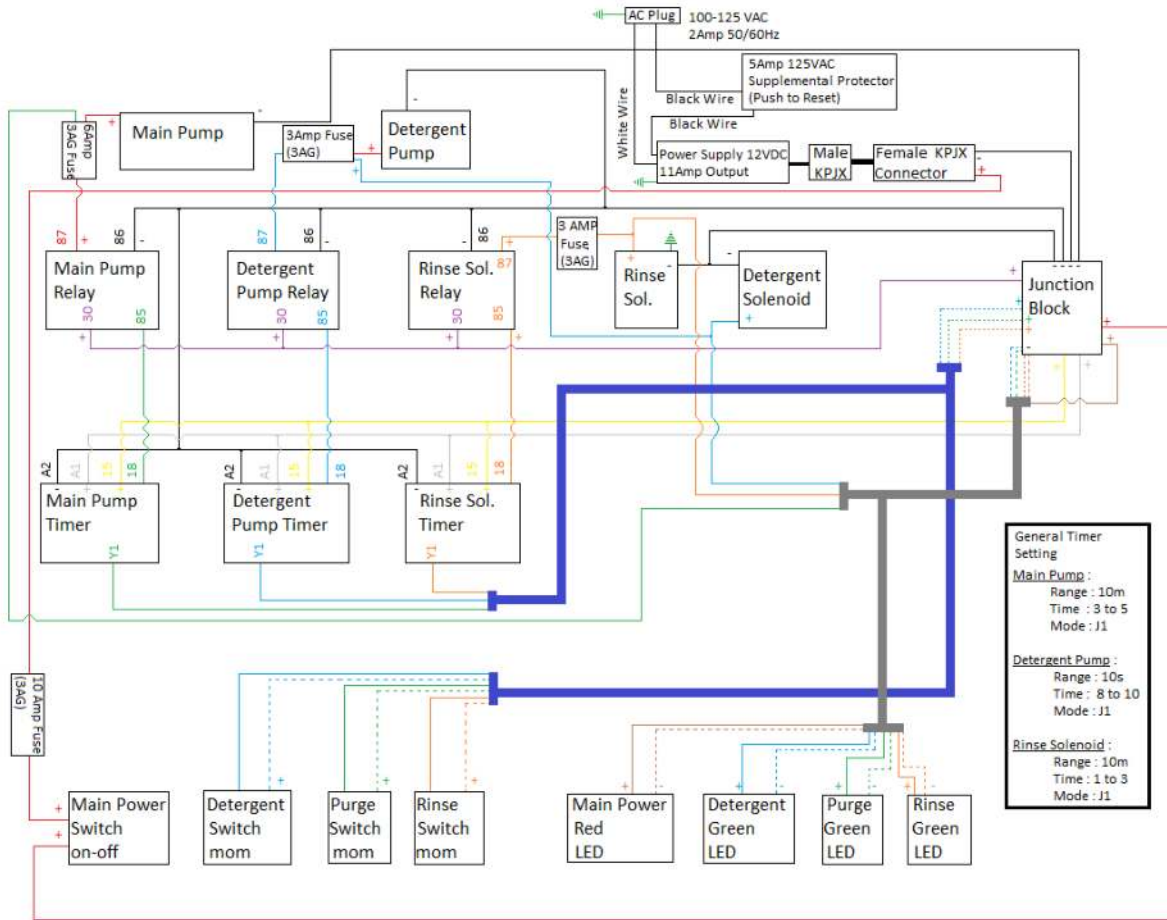 AC Plug
100-125 VAC
2Amp 50/60Hz
5Amp 125VAC
Supplemental Protector
(Push to Reset)
White Wire
Black Wire
Black Wire
6Amp
3AG Fuse
+
-
Main Pump
3Amp Fuse
(3AG)
+
+
-
Detergent
Pump
Power Supply 12VDC
11Amp Output
Male
KPJX
Female KPJX
Connector
-
+
87
+
86
-
87
86
-
86
-
+
87
3 AMP
Fuse
(3AG)
Main Pump
Relay
30
85
Detergent
Pump Relay
30
85
Rinse Sol.
Relay
30
85
+
-
Rinse
Sol.
-
Detergent
Solenoid
+
+
- - - -
Junction
Block
+
+
+
-
+
+
+
+
+
+
+
+
A2
-
A1
+
15
+
18
A2
-
A1
+
15
+
18
A2
-
A1
+
15
+
18
Main Pump
Timer
Y1
Detergent
Pump Timer
Y1
Rinse Sol.
Timer
Y1
General Timer
Setting
Main Pump :
Range : 10m
Time : 3 to 5
Mode : J1
Detergent Pump :
Range : 10s
Time : 8 to 10
Mode : J1
Rinse Solenoid :
Range : 10m
Time : 1 to 3
Mode : J1
10 Amp Fuse
(3AG)
+
+
Main Power
Switch
on-off
+
Detergent
Switch
mom
+
Purge
Switch
mom
+
Rinse
Switch
mom
+ -
Main Power
Red
LED
+ -
Detergent
Green
LED
+ -
Purge
Green
LED
+ -
Rinse
Green
LED